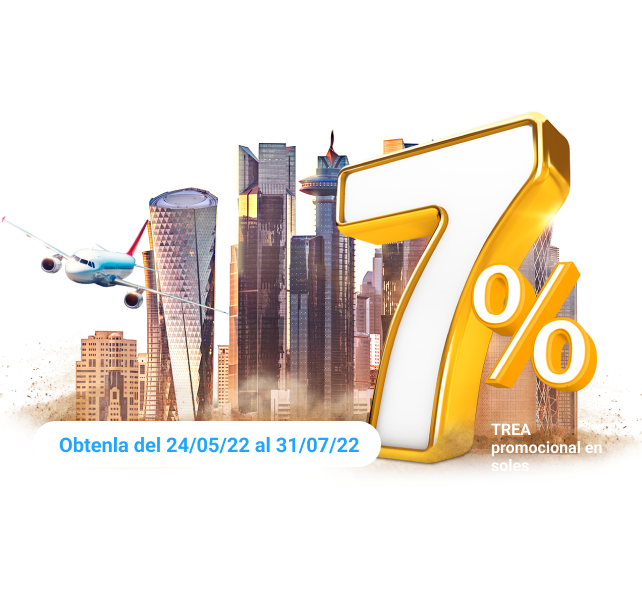 7%
Obtenla del 24/05/22 al 31/07/22
TREA
promocional en
soles